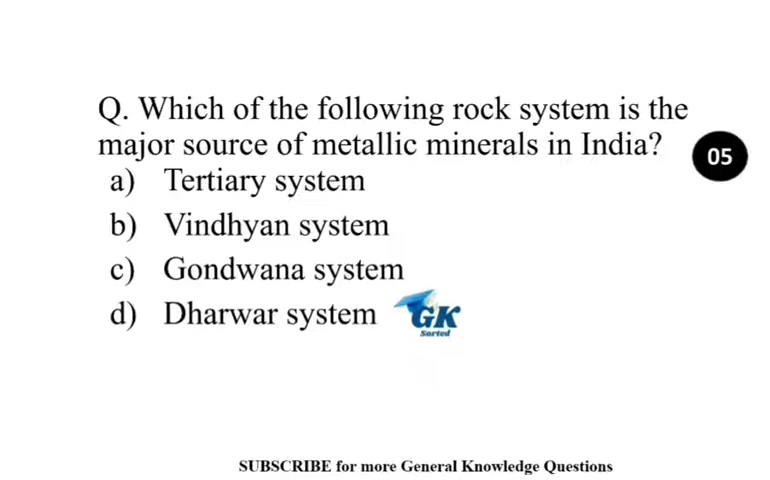 Q. Which of the following rock system is the
major source of metallic minerals in India?
05
a) Tertiary system
b) Vindhyan system
c) Gondwana system
d) Dharwar system
GK
Sorted
SUBSCRIBE for more General Knowledge Questions